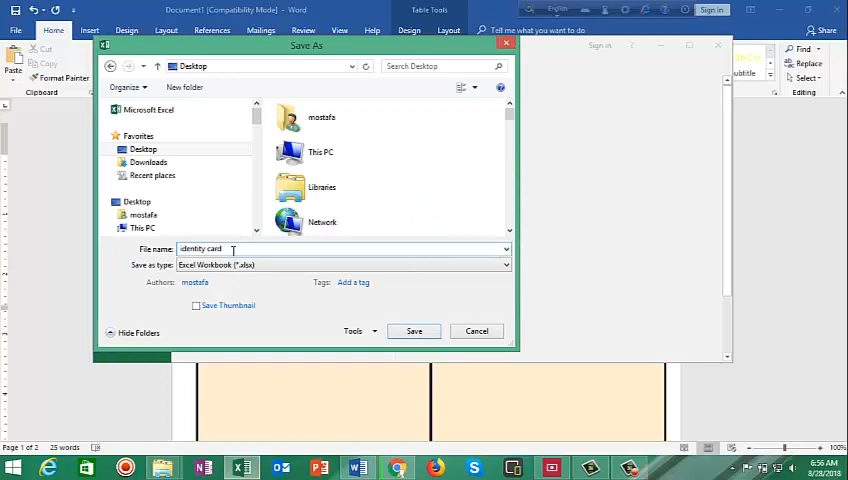 Document1 [Compatibility Mode] - Word
Table Tools
English
Sign in
File
Home
Insert
Draw
Design
Layout
References
Mailings
Review
View
Help
Design
Layout
Tell me what you want to do
Cut
Copy
Paste
Format Painter
Clipboard
Subtitle
Find
Replace
Select
Editing
Save As
Sign in
Desktop
Search Desktop
Organize
New folder
Microsoft Excel
Favorites
Desktop
Downloads
Recent places
Desktop
mostafa
This PC
mostafa
This PC
Libraries
Network
File name:
identity card
Save as type:
Excel Workbook (*.xlsx)
Authors:
mostafa
Tags:
Add a tag
Save Thumbnail
Hide Folders
Tools
Save
Cancel
Page 1 of 2
25 words
100%
6:56 AM
8/28/2018